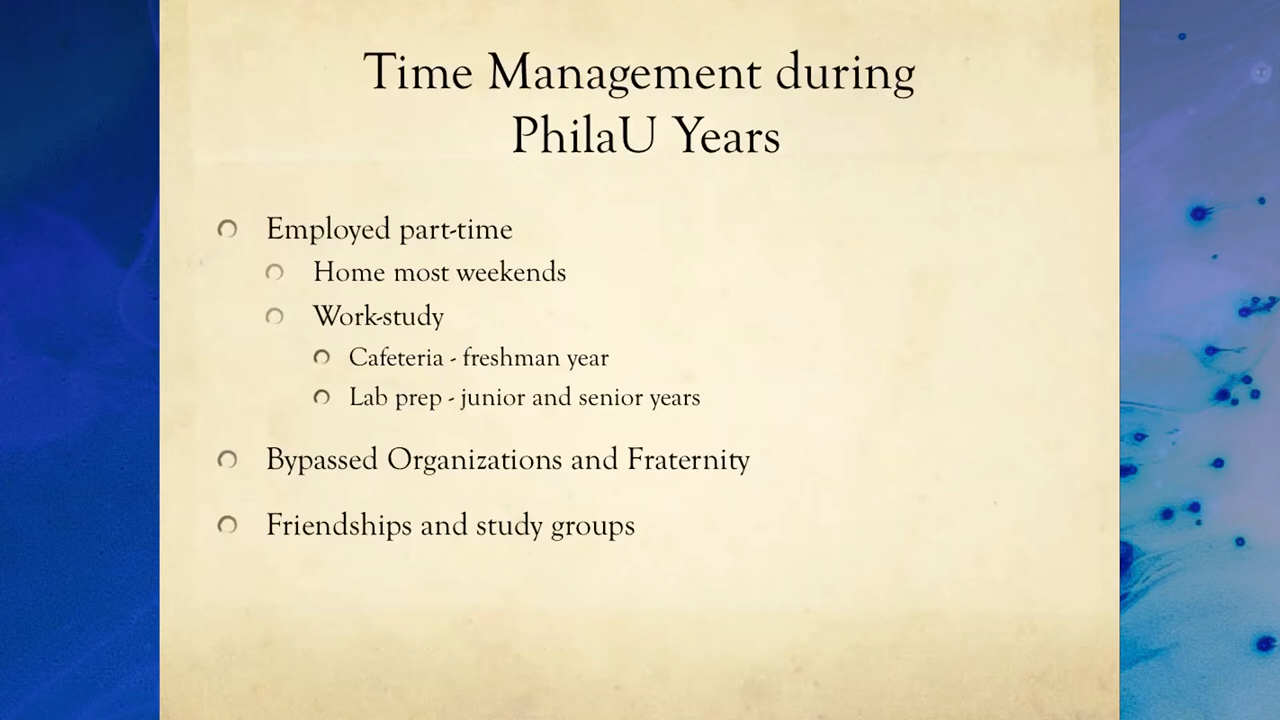 Time Management during
PhilaU Years
Employed part-time
Home most weekends
Work-study
Cafeteria - freshman year
Lab prep - junior and senior years
Bypassed Organizations and Fraternity
Friendships and study groups